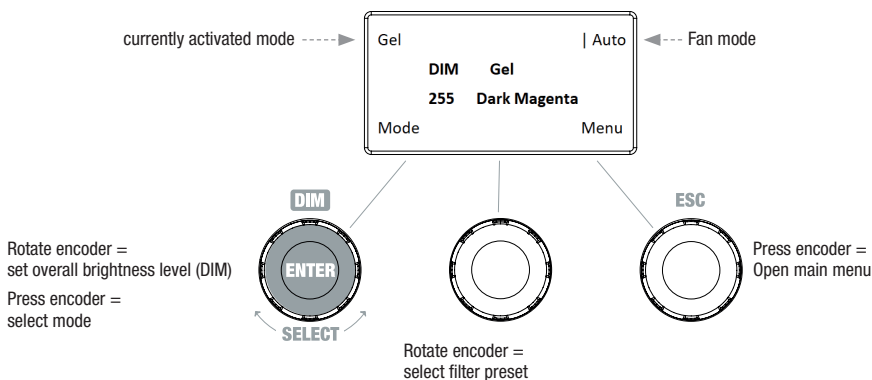 currently activated mode
Gel
| Auto
Fan mode
DIM Gel
255 Dark Magenta
Mode
Menu
DIM
ESC
Rotate encoder =
set overall brightness level (DIM)
Press encoder =
select mode
ENTER
SELECT
Press encoder =
Open main menu
Rotate encoder =
select filter preset